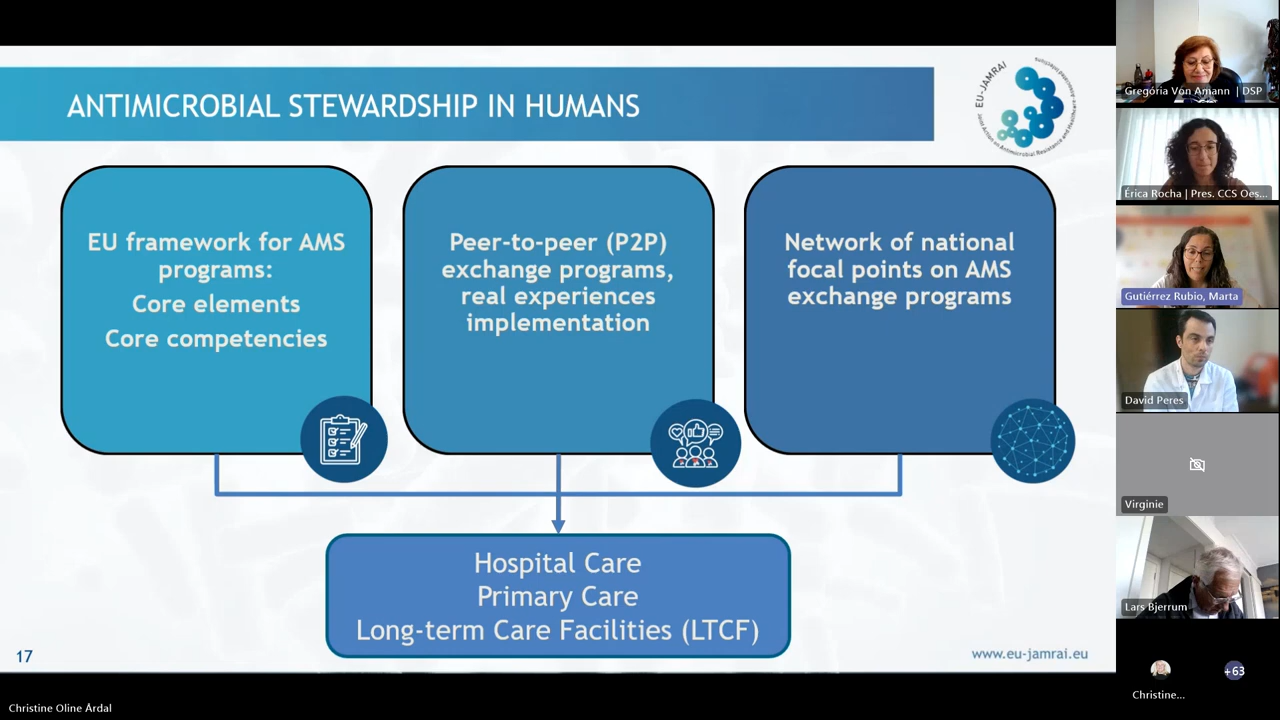 ANTIMICROBIAL STEWARDSHIP IN HUMANS
EU-JAMRAI
EU framework for AMS
programs:
Core elements
Core competencies
Peer-to-peer (P2P)
exchange programs,
real experiences
implementation
Network of national
focal points on AMS
exchange programs
Hospital Care
Primary Care
Long-term Care Facilities (LTCF)
17
www.eu-jamrai.eu
Christine Oline Årdal
Gregória Von Amann | DSP
Érica Rocha | Pres. CCS Oes...
Gutiérrez Rubio, Marta
David Peres
Virginie
Lars Bjerrum
Christine...
+63